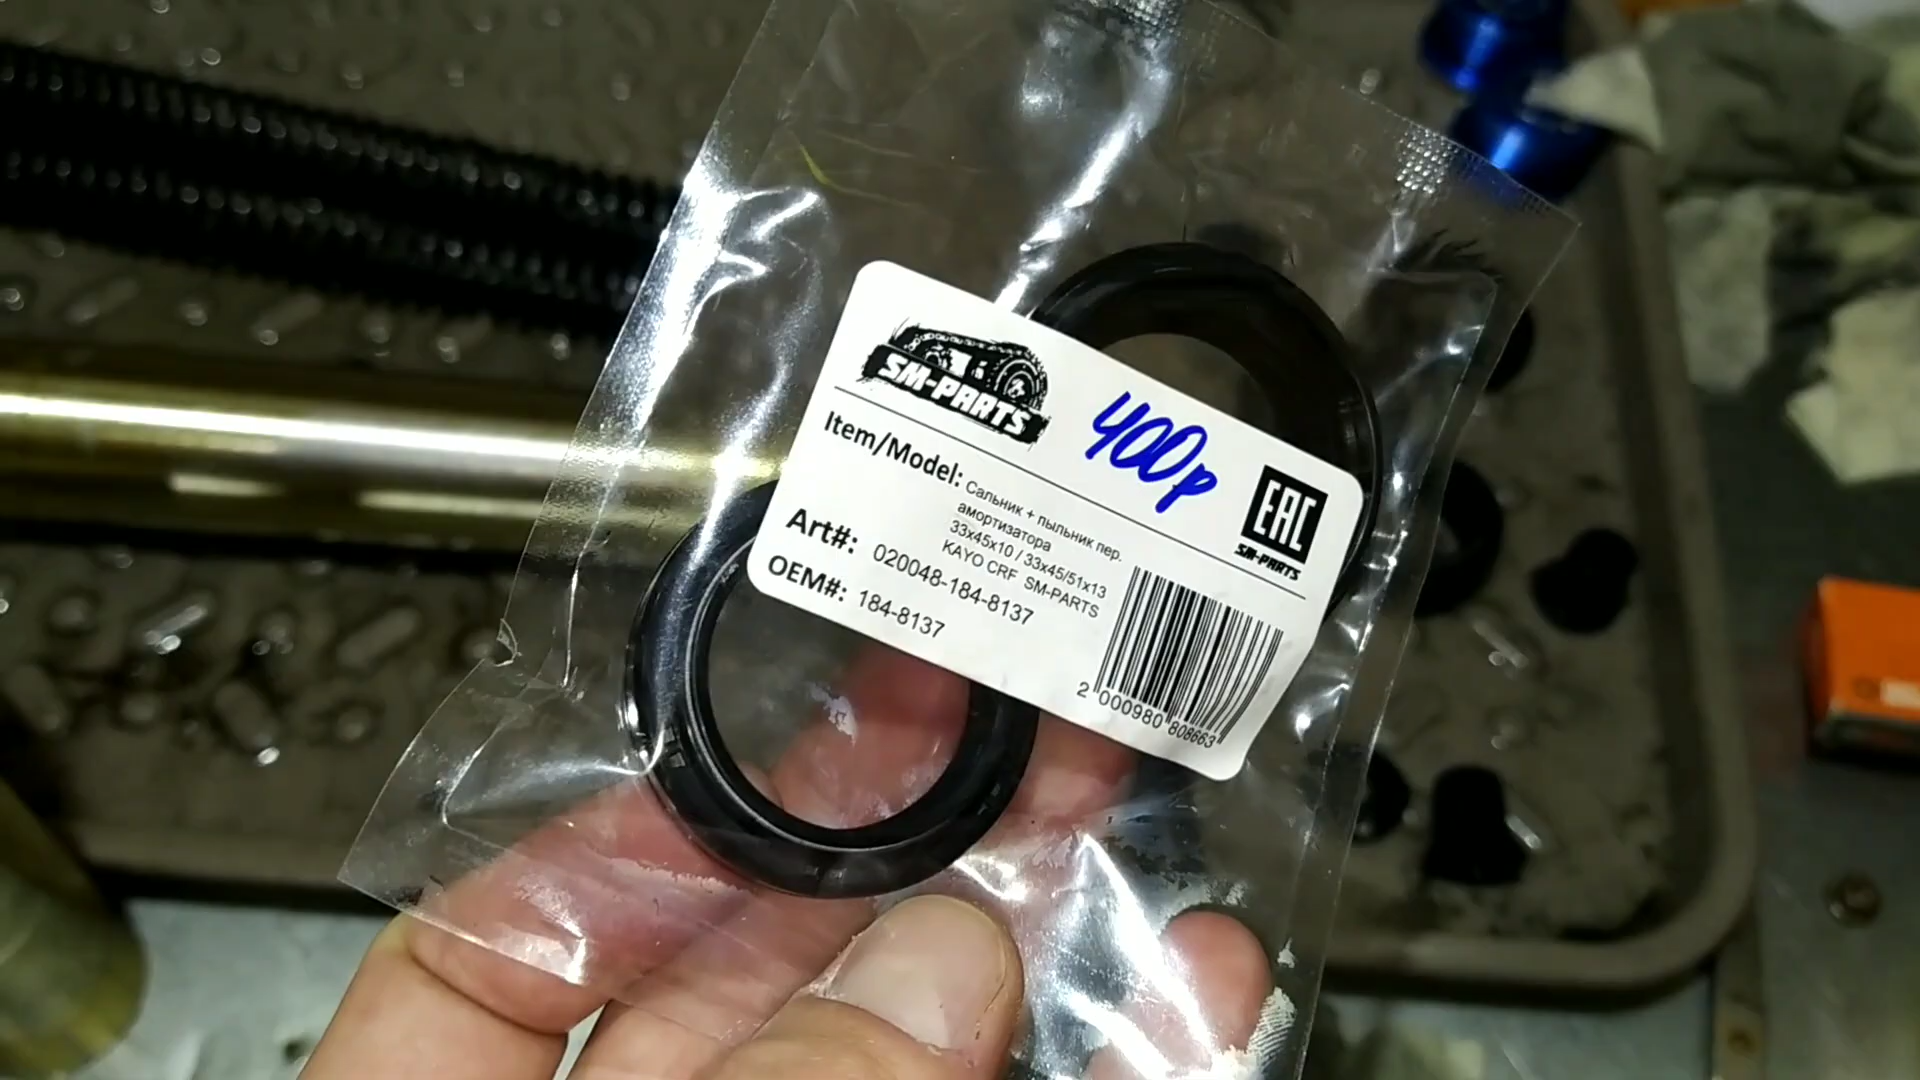 SM-PARTS
400р
EAC
SM-PARTS
Item/Model: Сальник + пыльник пер.
амортизатора
33x45x10 / 33x45/51x13
KAYO CRF SM-PARTS
Art#: 020048-184-8137
OEM#: 184-8137
2 000980 808663